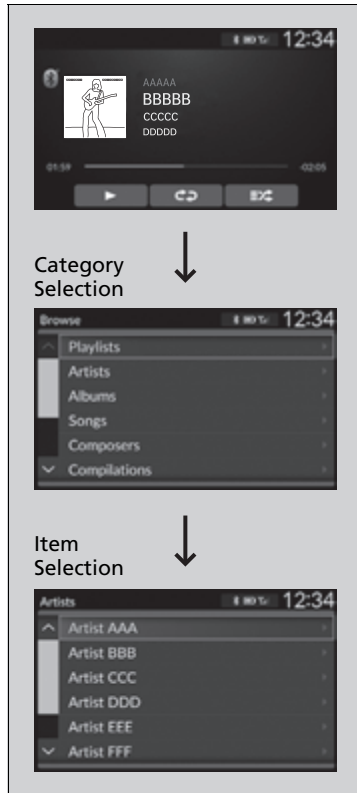 12:34
AAAAA
BBBBB
CCCCC
DDDDD
01:59 -02:05
Category
Selection
Browse 12:34
Playlists
Artists
Albums
Songs
Composers
Compilations
Item
Selection
Artists 12:34
Artist AAA
Artist BBB
Artist CCC
Artist DDD
Artist EEE
Artist FFF